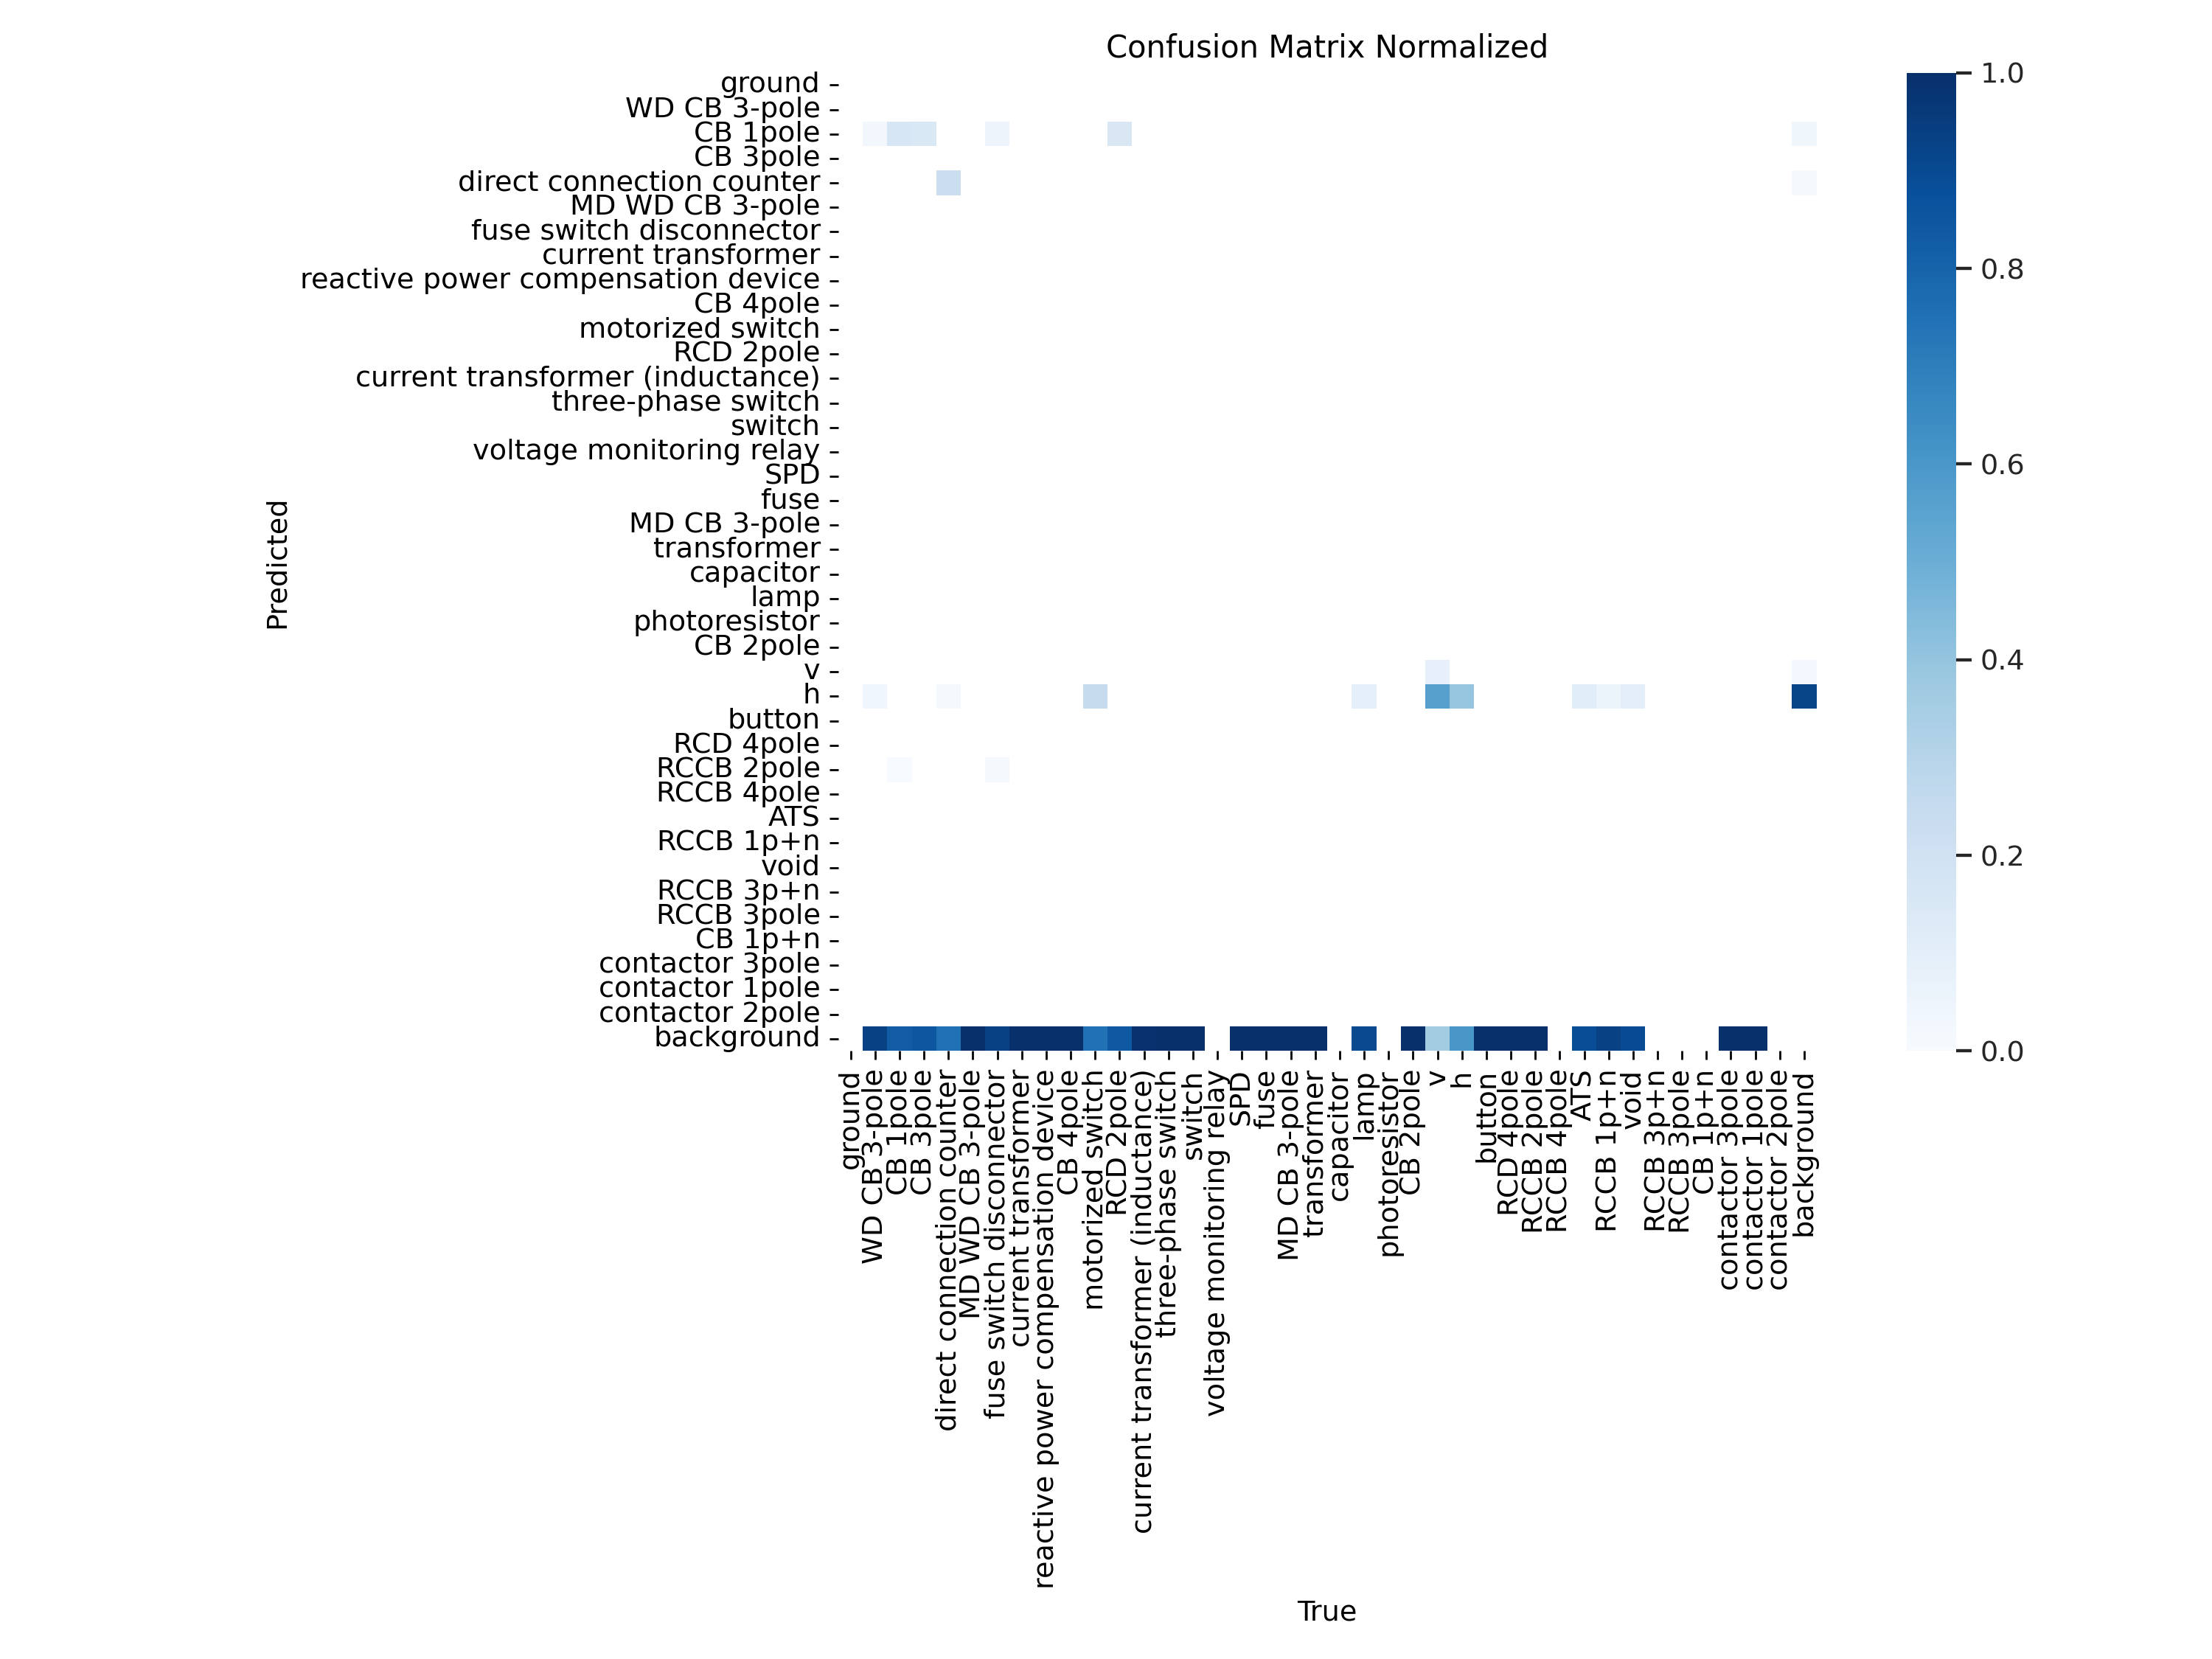 Confusion Matrix Normalized
ground
WD CB 3-pole
CB 1pole
CB 3pole
direct connection counter
MD WD CB 3-pole
fuse switch disconnector
current transformer
reactive power compensation device
CB 4pole
motorized switch
RCD 2pole
current transformer (inductance)
three-phase switch
switch
voltage monitoring relay
SPD
fuse
MD CB 3-pole
transformer
capacitor
lamp
photoresistor
CB 2pole
v
h
button
RCD 4pole
RCCB 2pole
RCCB 4pole
ATS
RCCB 1p+n
void
RCCB 3p+n
RCCB 3pole
CB 1p+n
contactor 3pole
contactor 1pole
contactor 2pole
background
Predicted
ground
WD CB 3-pole
CB 1pole
CB 3pole
direct connection counter
MD WD CB 3-pole
fuse switch disconnector
current transformer
reactive power compensation device
CB 4pole
motorized switch
RCD 2pole
current transformer (inductance)
three-phase switch
switch
voltage monitoring relay
SPD
fuse
MD CB 3-pole
transformer
capacitor
lamp
photoresistor
CB 2pole
v
h
button
RCD 4pole
RCCB 2pole
RCCB 4pole
ATS
RCCB 1p+n
void
RCCB 3p+n
RCCB 3pole
CB 1p+n
contactor 3pole
contactor 1pole
contactor 2pole
background
True
1.0
0.8
0.6
0.4
0.2
0.0